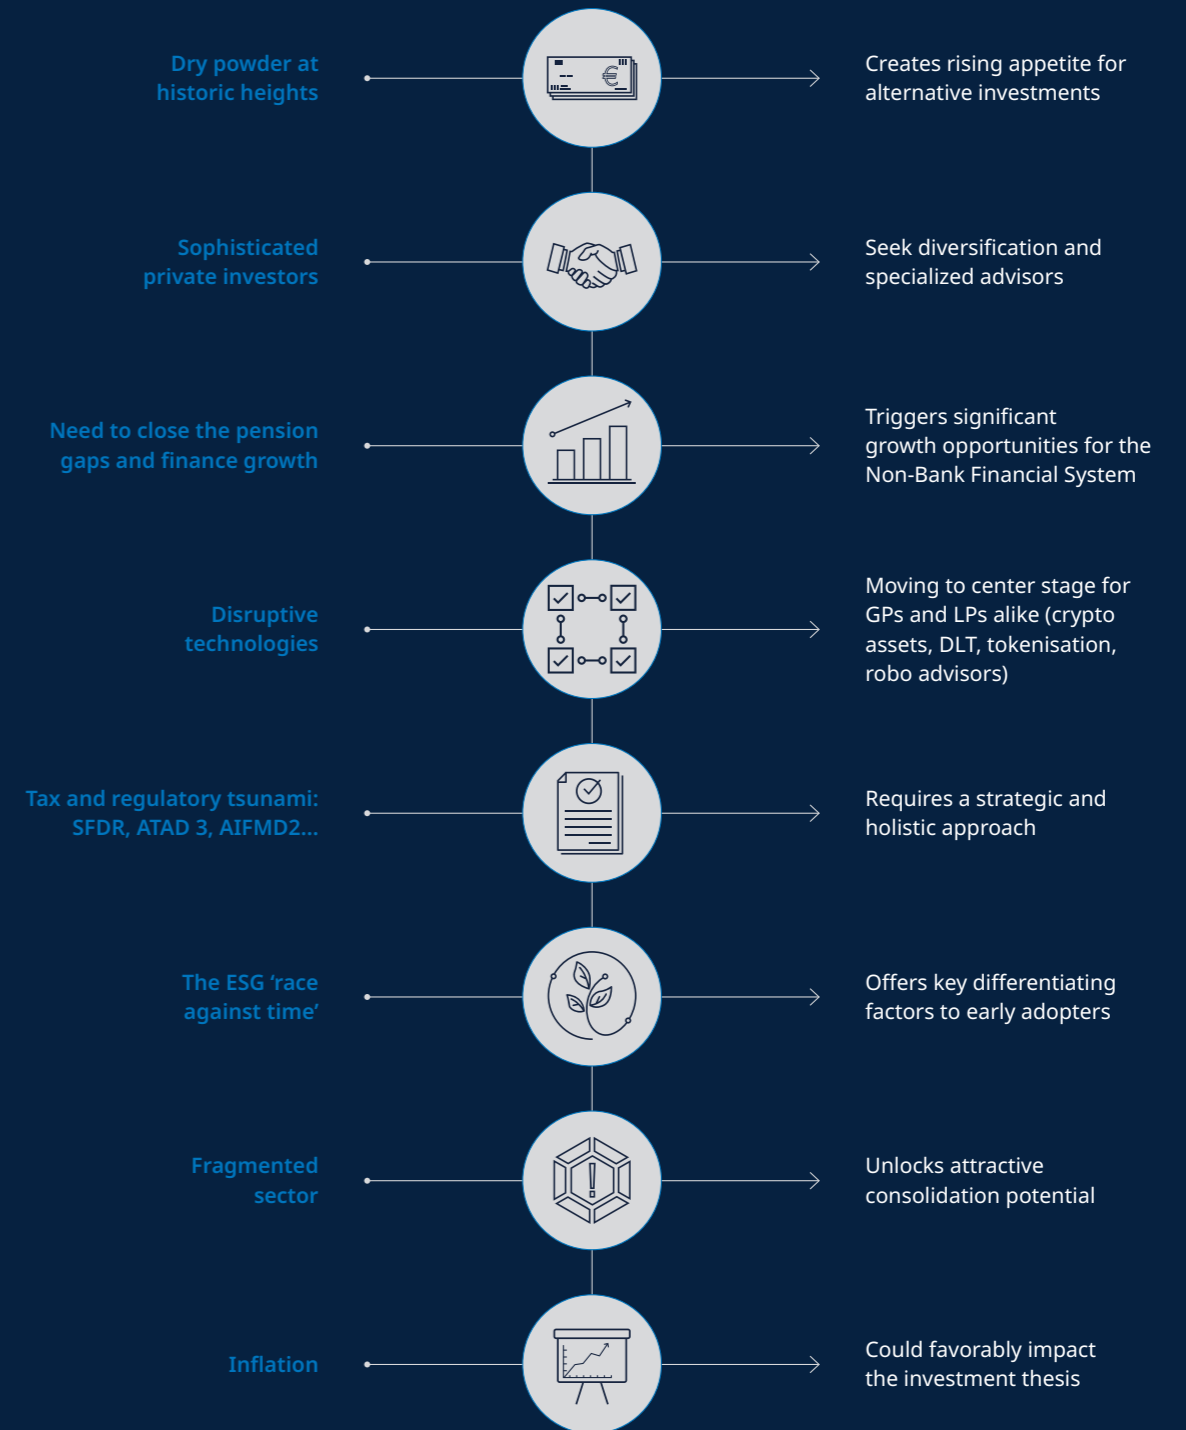 Dry powder at
historic heights
Creates rising appetite for
alternative investments
Sophisticated
private investors
Seek diversification and
specialized advisors
Need to close the pension
gaps and finance growth
Triggers significant
growth opportunities for the
Non-Bank Financial System
Disruptive
technologies
Moving to center stage for
GPs and LPs alike (crypto
assets, DLT, tokenisation,
robo advisors)
Tax and regulatory tsunami:
SFDR, ATAD 3, AIFMD2...
Requires a strategic and
holistic approach
The ESG ‘race
against time’
Offers key differentiating
factors to early adopters
Fragmented
sector
Unlocks attractive
consolidation potential
Inflation
Could favorably impact
the investment thesis